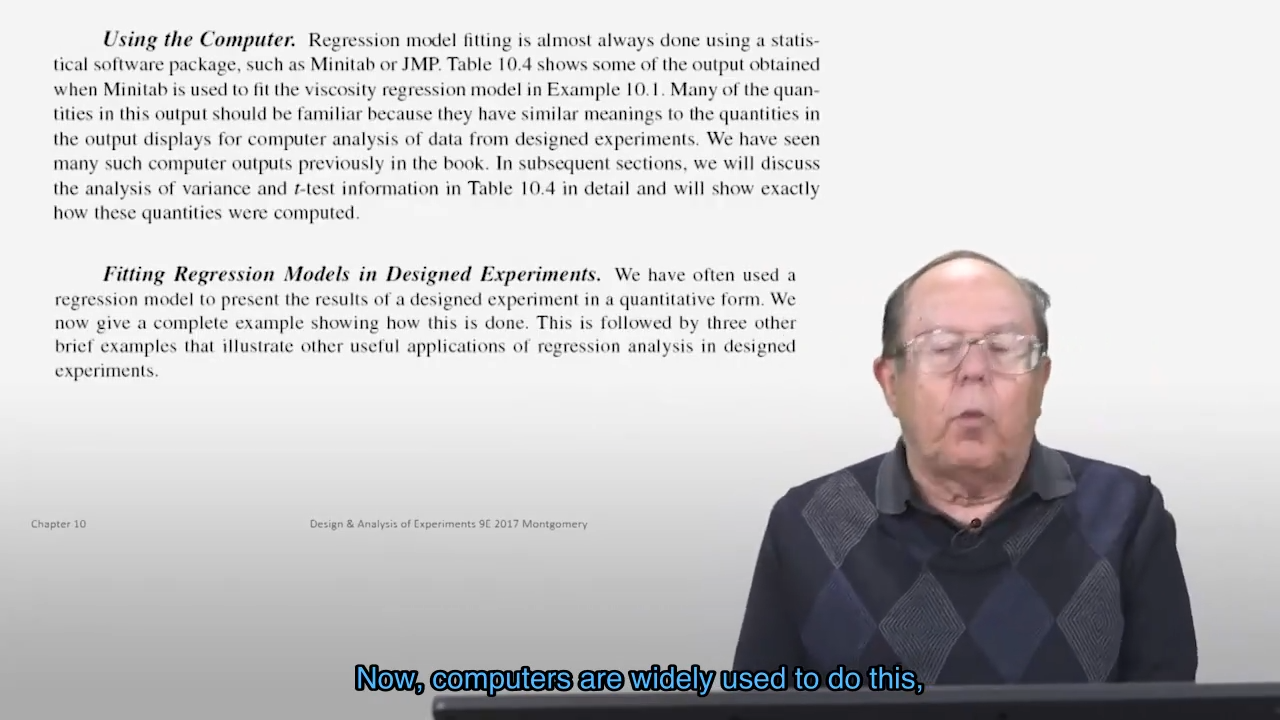 Using the Computer. Regression model fitting is almost always done using a statis-
tical software package, such as Minitab or JMP. Table 10.4 shows some of the output obtained
when Minitab is used to fit the viscosity regression model in Example 10.1. Many of the quan-
tities in this output should be familiar because they have similar meanings to the quantities in
the output displays for computer analysis of data from designed experiments. We have seen
many such computer outputs previously in the book. In subsequent sections, we will discuss
the analysis of variance and t-test information in Table 10.4 in detail and will show exactly
how these quantities were computed.
Fitting Regression Models in Designed Experiments. We have often used a
regression model to present the results of a designed experiment in a quantitative form. We
now give a complete example showing how this is done. This is followed by three other
brief examples that illustrate other useful applications of regression analysis in designed
experiments.
Chapter 10
Design & Analysis of Experiments 9E 2017 Montgomery
Now, computers are widely used to do this,